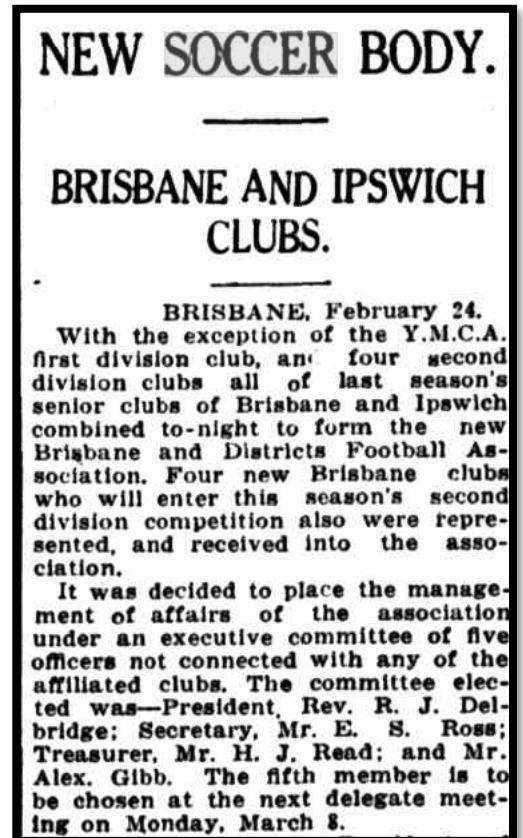 NEW SOCCER BODY.
BRISBANE AND IPSWICH
CLUBS.
BRISBANE, February 24.
With the exception of the Y.M.C.A.
first division club, and four second
division clubs all of last season's
senior clubs of Brisbane and Ipswich
combined to-night to form the new
Brisbane and Districts Football As-
sociation. Four new Brisbane clubs
who will enter this season's second
division competition also were repre-
sented, and received into the asso-
ciation.
It was decided to place the manage-
ment of affairs of the association
under an executive committee of five
officers not connected with any of the
affiliated clubs. The committee elec-
ted was—President, Rev. R. J. Del-
bridge; Secretary, Mr. E. S. Ross;
Treasurer, Mr. H. J. Read; and Mr.
Alex. Gibb. The fifth member is to
be chosen at the next delegate meet-
ing on Monday, March 8.